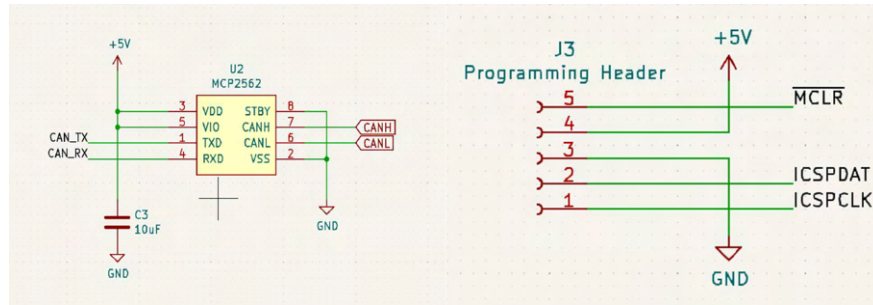 +5V
U2
MCP2562
3 VDD STBY 8
5 VIO CANH 7 CANH
CAN_TX 1 TXD CANL 6 CANL
CAN_RX 4 RXD VSS 2
C3
10uF
GND
GND
J3
Programming Header
+5V
5 MCLR
4
3
2 ICSPDAT
1 ICSPCLK
GND